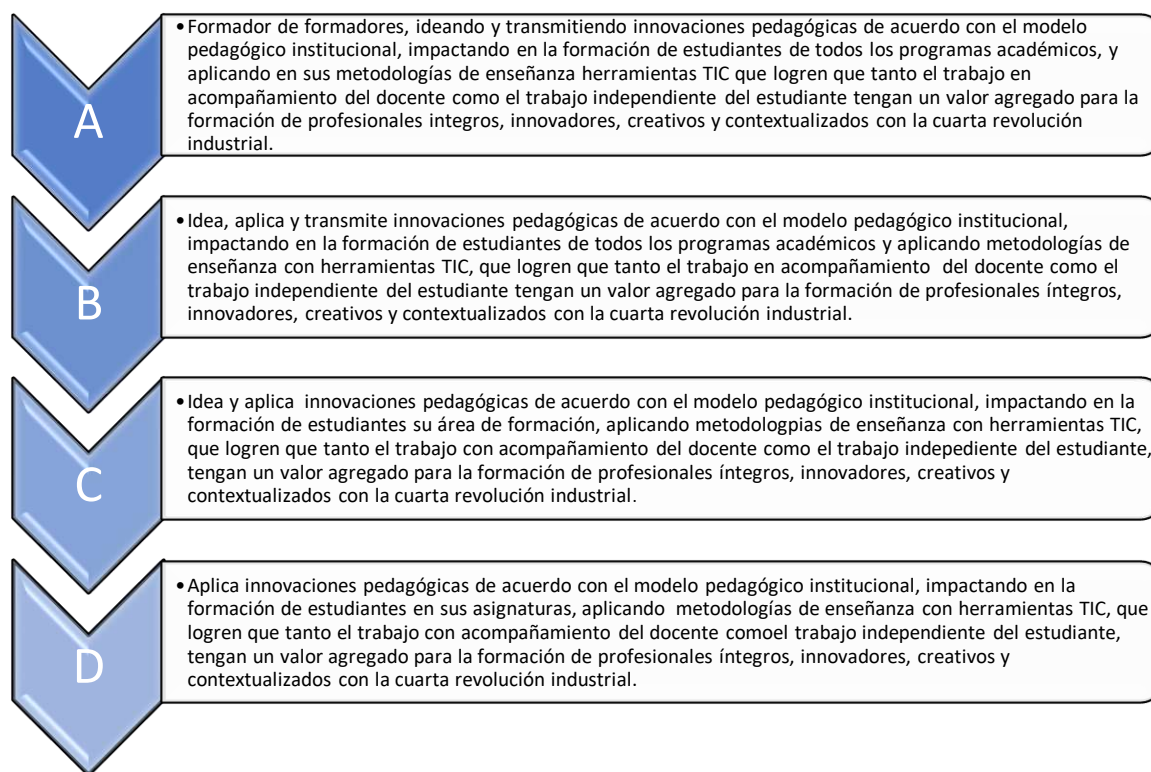 A
•Formador de formadores, ideando y transmitiendo innovaciones pedagógicas de acuerdo con el modelo
pedagógico institucional, impactando en la formación de estudiantes de todos los programas académicos, y
aplicando en sus metodologías de enseñanza herramientas TIC que logren que tanto el trabajo en
acompañamiento del docente como el trabajo independiente del estudiante tengan un valor agregado para la
formación de profesionales integros, innovadores, creativos y contextualizados con la cuarta revolución
industrial.
B
•Idea, aplica y transmite innovaciones pedagógicas de acuerdo con el modelo pedagógico institucional,
impactando en la formación de estudiantes de todos los programas académicos y aplicando metodologías de
enseñanza con herramientas TIC, que logren que tanto el trabajo en acompañamiento del docente como el
trabajo independiente del estudiante tengan un valor agregado para la formación de profesionales íntegros,
innovadores, creativos y contextualizados con la cuarta revolución industrial.
C
•Idea y aplica innovaciones pedagógicas de acuerdo con el modelo pedagógico institucional, impactando en la
formación de estudiantes su área de formación, aplicando metodologpias de enseñanza con herramientas TIC,
que logren que tanto el trabajo con acompañamiento del docente como el trabajo indepediente del estudiante,
tengan un valor agregado para la formación de profesionales íntegros, innovadores, creativos y
contextualizados con la cuarta revolución industrial.
D
•Aplica innovaciones pedagógicas de acuerdo con el modelo pedagógico institucional, impactando en la
formación de estudiantes en sus asignaturas, aplicando metodologías de enseñanza con herramientas TIC, que
logren que tanto el trabajo con acompañamiento del docente comoel trabajo independiente del estudiante,
tengan un valor agregado para la formación de profesionales íntegros, innovadores, creativos y
contextualizados con la cuarta revolución industrial.